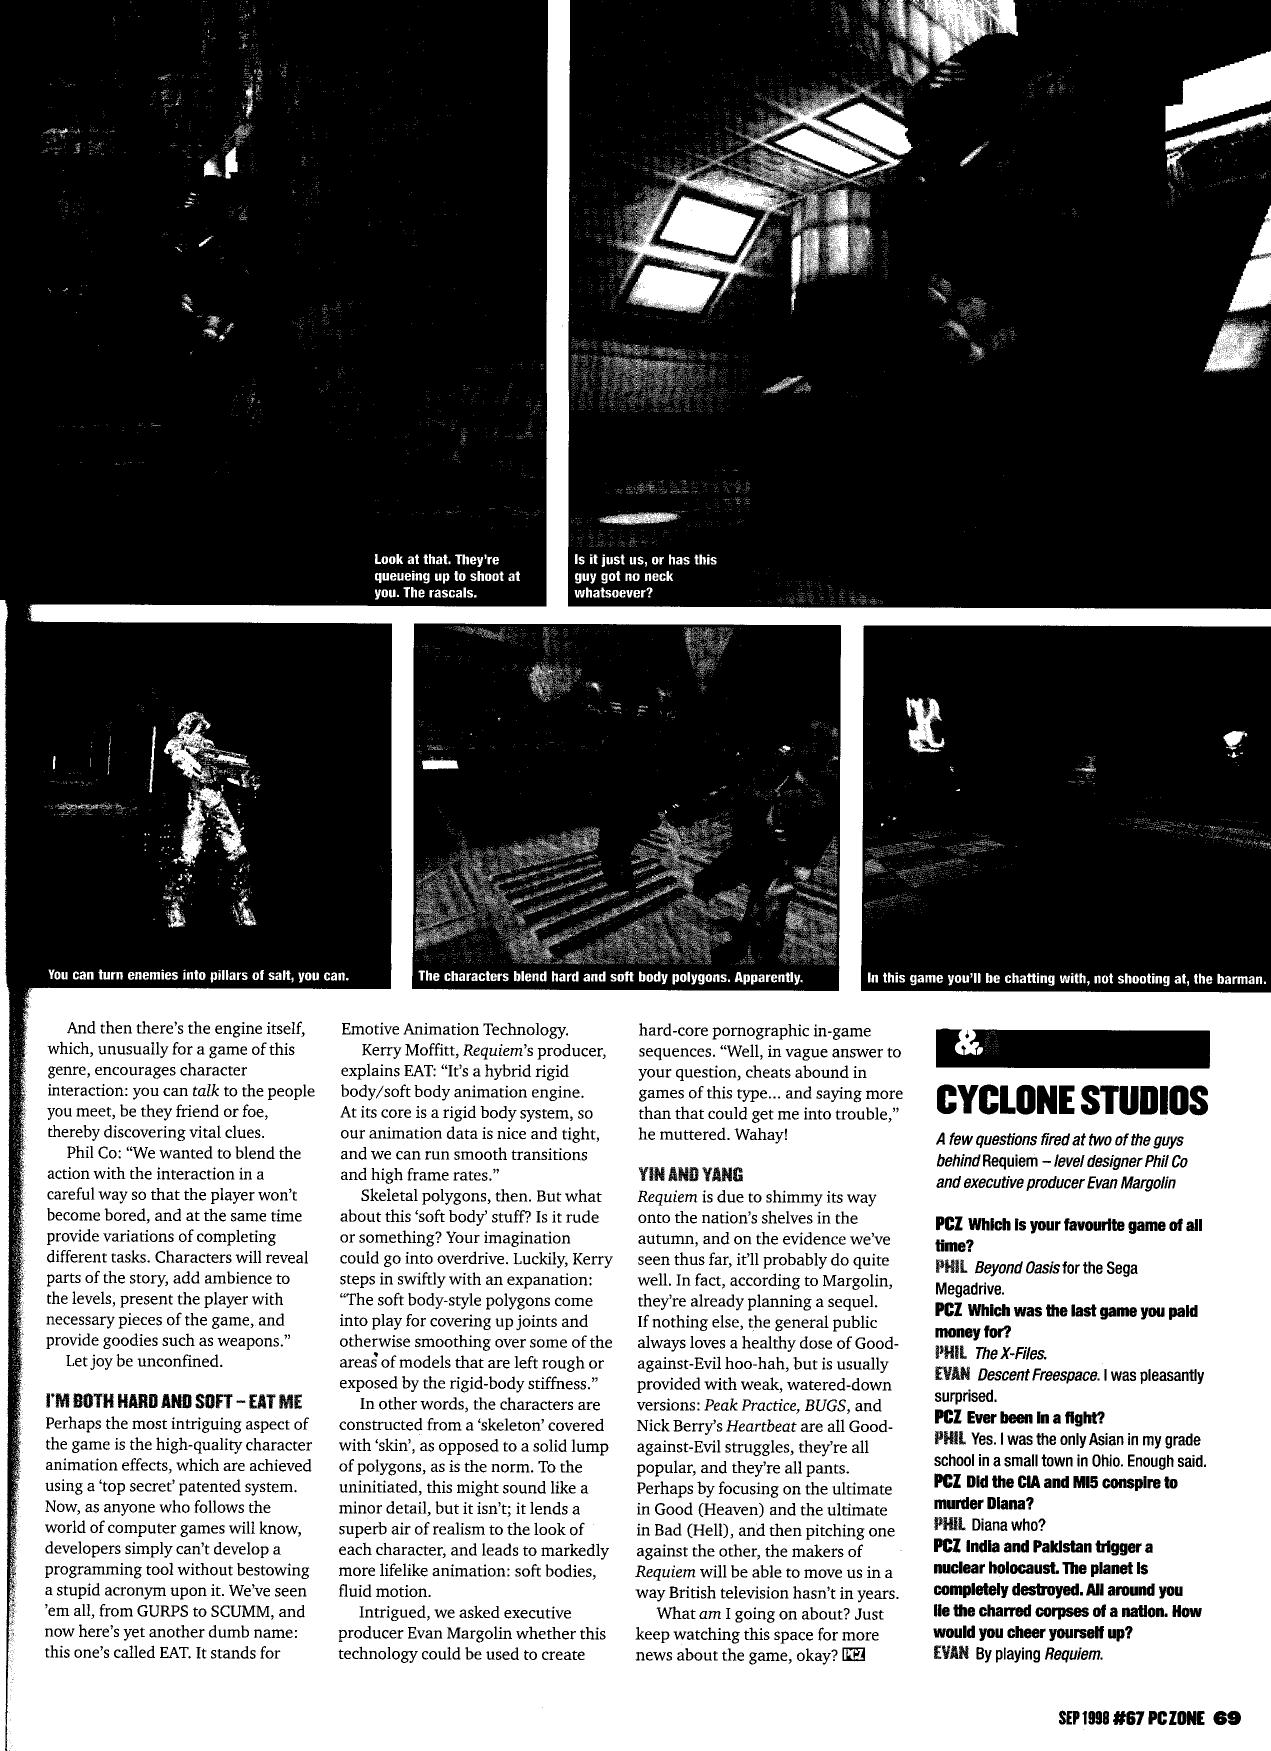 Look at that. They're
queueing up to shoot at
you. The rascals.
Is it just us, or has this
guy got no neck
whatsoever?
You can turn enemies into pillars of salt, you can.
The characters blend hard and soft body polygons. Apparently.
In this game you'll be chatting with, not shooting at, the barman.
And then there's the engine itself,
which, unusually for a game of this
genre, encourages character
interaction: you can talk to the people
you meet, be they friend or foe,
thereby discovering vital clues.
Phil Co: “We wanted to blend the
action with the interaction in a
careful way so that the player won't
become bored, and at the same time
provide variations of completing
different tasks. Characters will reveal
parts of the story, add ambience to
the levels, present the player with
necessary pieces of the game, and
provide goodies such as weapons.”
Let joy be unconfined.
I'M BOTH HARD AND SOFT – EAT ME
Perhaps the most intriguing aspect of
the game is the high-quality character
animation effects, which are achieved
using a ‘top secret’ patented system.
Now, as anyone who follows the
world of computer games will know,
developers simply can't develop a
programming tool without bestowing
a stupid acronym upon it. We've seen
'em all, from GURPS to SCUMM, and
now here's yet another dumb name:
this one's called EAT. It stands for
Emotive Animation Technology.
Kerry Moffitt, Requiem's producer,
explains EAT: “It's a hybrid rigid
body/soft body animation engine.
At its core is a rigid body system, so
our animation data is nice and tight,
and we can run smooth transitions
and high frame rates.”
Skeletal polygons, then. But what
about this ‘soft body’ stuff? Is it rude
or something? Your imagination
could go into overdrive. Luckily, Kerry
steps in swiftly with an expanation:
“The soft body-style polygons come
into play for covering up joints and
otherwise smoothing over some of the
areas of models that are left rough or
exposed by the rigid-body stiffness.”
In other words, the characters are
constructed from a ‘skeleton’ covered
with ‘skin’, as opposed to a solid lump
of polygons, as is the norm. To the
uninitiated, this might sound like a
minor detail, but it isn't; it lends a
superb air of realism to the look of
each character, and leads to markedly
more lifelike animation: soft bodies,
fluid motion.
Intrigued, we asked executive
producer Evan Margolin whether this
technology could be used to create
hard-core pornographic in-game
sequences. “Well, in vague answer to
your question, cheats abound in
games of this type... and saying more
than that could get me into trouble,”
he muttered. Wahay!
YIN AND YANG
Requiem is due to shimmy its way
onto the nation's shelves in the
autumn, and on the evidence we've
seen thus far, it'll probably do quite
well. In fact, according to Margolin,
they're already planning a sequel.
If nothing else, the general public
always loves a healthy dose of Good-
against-Evil hoo-hah, but is usually
provided with weak, watered-down
versions: Peak Practice, BUGS, and
Nick Berry's Heartbeat are all Good-
against-Evil struggles, they're all
popular, and they're all pants.
Perhaps by focusing on the ultimate
in Good (Heaven) and the ultimate
in Bad (Hell), and then pitching one
against the other, the makers of
Requiem will be able to move us in a
way British television hasn't in years.
What am I going on about? Just
keep watching this space for more
news about the game, okay? PCZ
&
CYCLONE STUDIOS
A few questions fired at two of the guys
behind Requiem – level designer Phil Co
and executive producer Evan Margolin
PCZ Which is your favourite game of all
time?
PHIL Beyond Oasis for the Sega
Megadrive.
PCZ Which was the last game you paid
money for?
PHIL The X-Files.
EVAN Descent Freespace. I was pleasantly
surprised.
PCZ Ever been in a fight?
PHIL Yes. I was the only Asian in my grade
school in a small town in Ohio. Enough said.
PCZ Did the CIA and MI5 conspire to
murder Diana?
PHIL Diana who?
PCZ India and Pakistan trigger a
nuclear holocaust. The planet is
completely destroyed. All around you
lie the charred corpses of a nation. How
would you cheer yourself up?
EVAN By playing Requiem.
SEP 1998 #67 PC ZONE 69